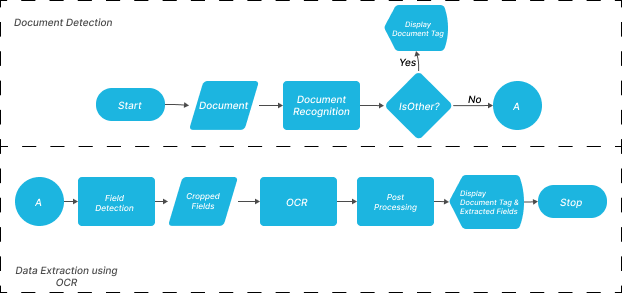 Document Detection
Display
Document Tag
Yes
Start
Document
Document
Recognition
IsOther?
No
A
A
Field
Detection
Cropped
Fields
OCR
Post
Processing
Display
Document Tag &
Extracted Fields
Stop
Data Extraction using
OCR